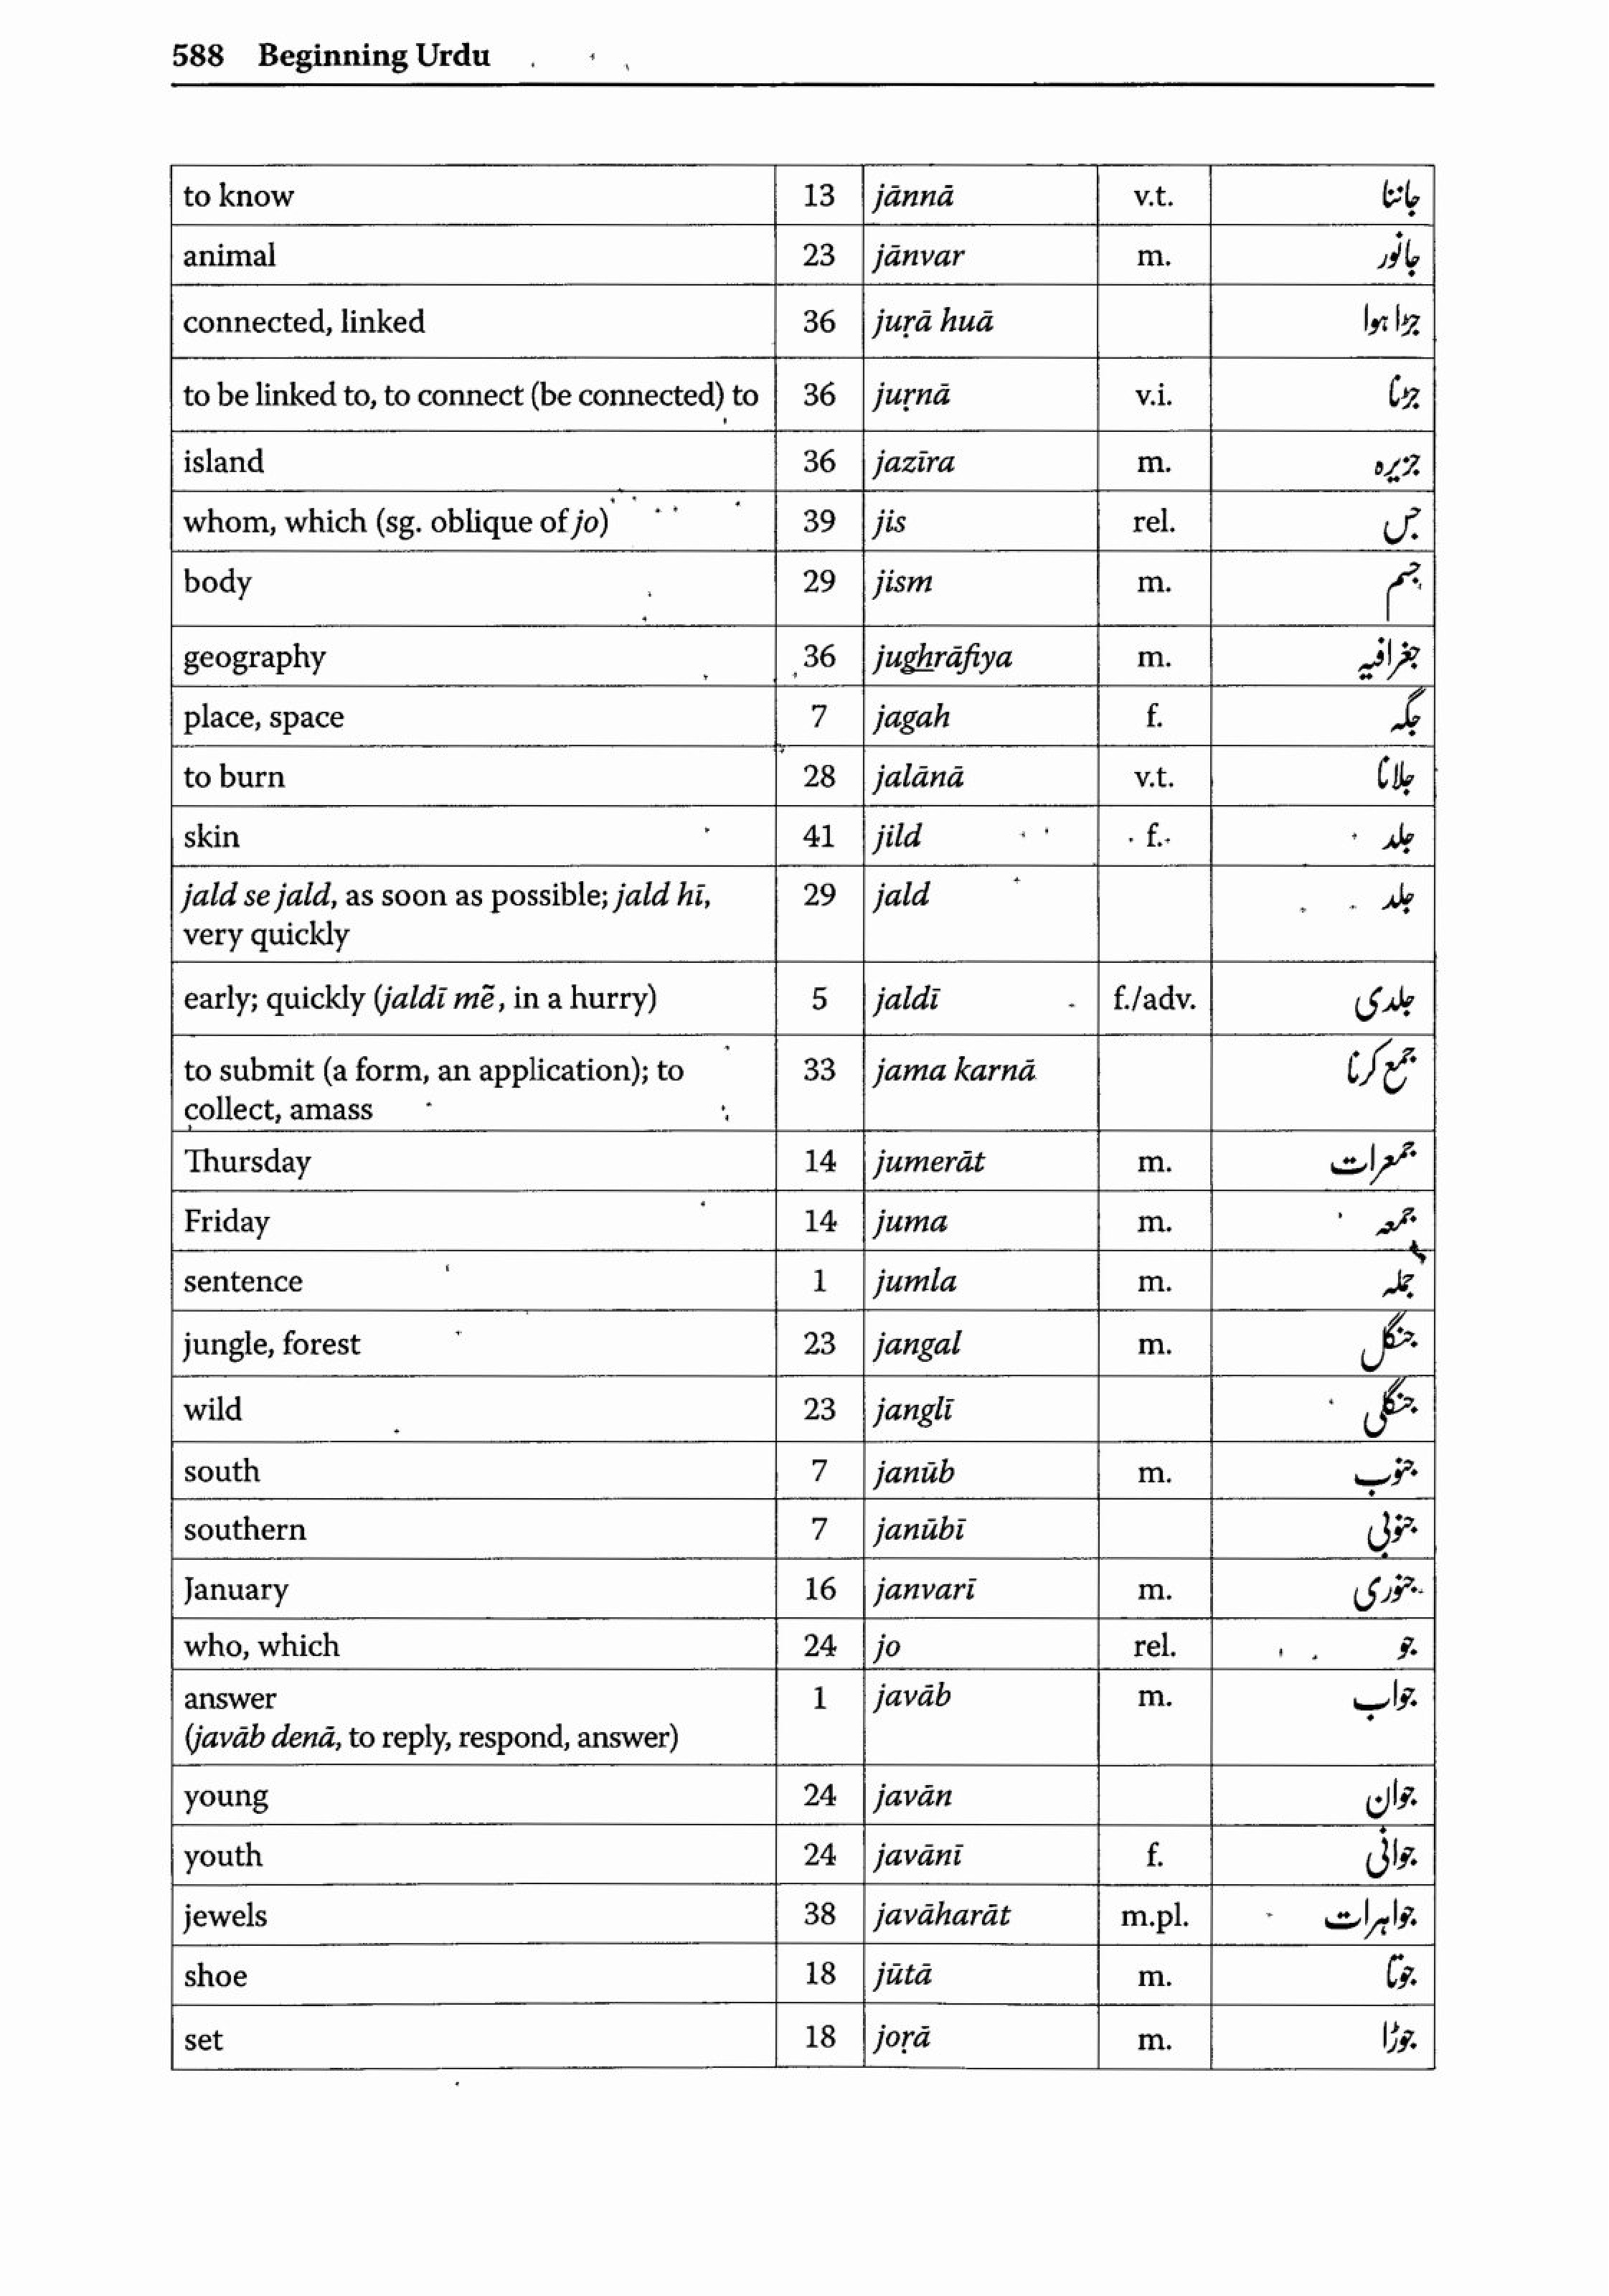 588 Beginning Urdu
to know 13 jānnā v.t. جاننا
animal 23 jānvar m. جانور
connected, linked 36 juṛā huā جڑا ہوا
to be linked to, to connect (be connected) to 36 juṛnā v.i. جڑنا
island 36 jazīra m. جزیرہ
whom, which (sg. oblique of jo) 39 jis rel. جس
body 29 jism m. جسم
geography 36 jughrāfiya m. جغرافیہ
place, space 7 jagah f. جگہ
to burn 28 jalānā v.t. جلانا
skin 41 jild f. جلد
jald se jald, as soon as possible; jald hī, 29 jald جلد
very quickly
early; quickly (jaldī mẽ, in a hurry) 5 jaldī f./adv. جلدی
to submit (a form, an application); to 33 jama karnā جمع کرنا
collect, amass
Thursday 14 jumerāt m. جمعرات
Friday 14 juma m. جمعہ
sentence 1 jumla m. جملہ
jungle, forest 23 jangal m. جنگل
wild 23 janglī جنگلی
south 7 janūb m. جنوب
southern 7 janūbī جنوبی
January 16 janvarī m. جنوری
who, which 24 jo rel. جو
answer 1 javāb m. جواب
(javāb denā, to reply, respond, answer)
young 24 javān جوان
youth 24 javānī f. جوانی
jewels 38 javāharāt m.pl. جواہرات
shoe 18 jūtā m. جوتا
set 18 joṛā m. جوڑا